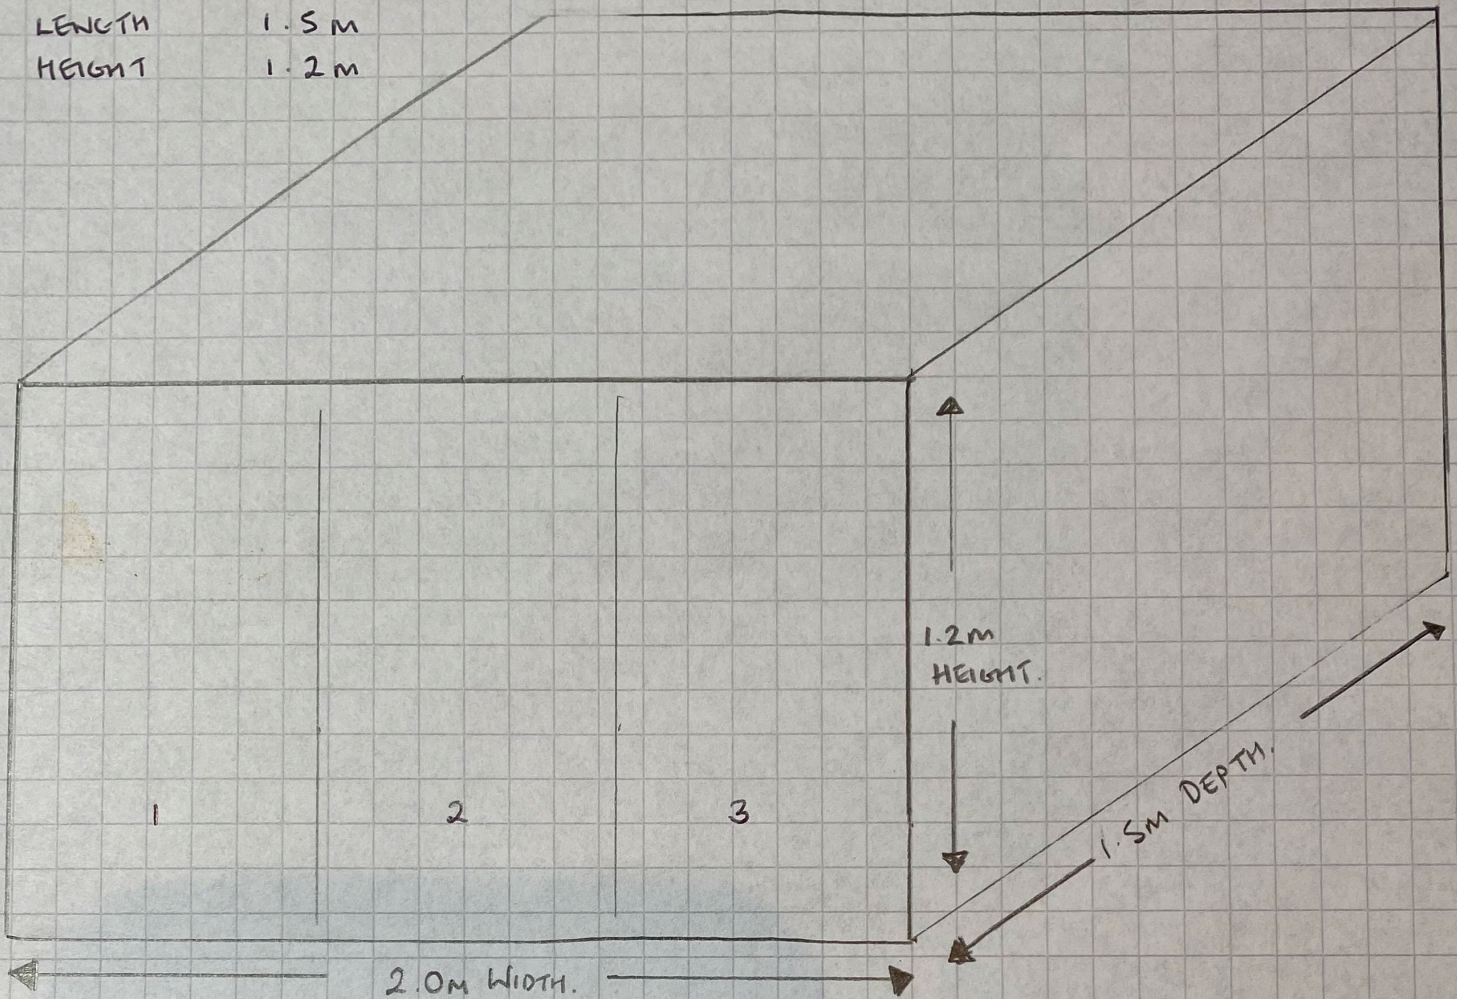 LENGTH 1.5M
HEIGHT 1.2M
1.2M
HEIGHT.
1.5M DEPTH.
1 2 3
2.0M WIDTH.